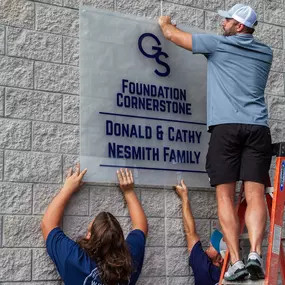 GS
FOUNDATION
CORNERSTONE
DONALD & CATHY
NESMITH FAMILY